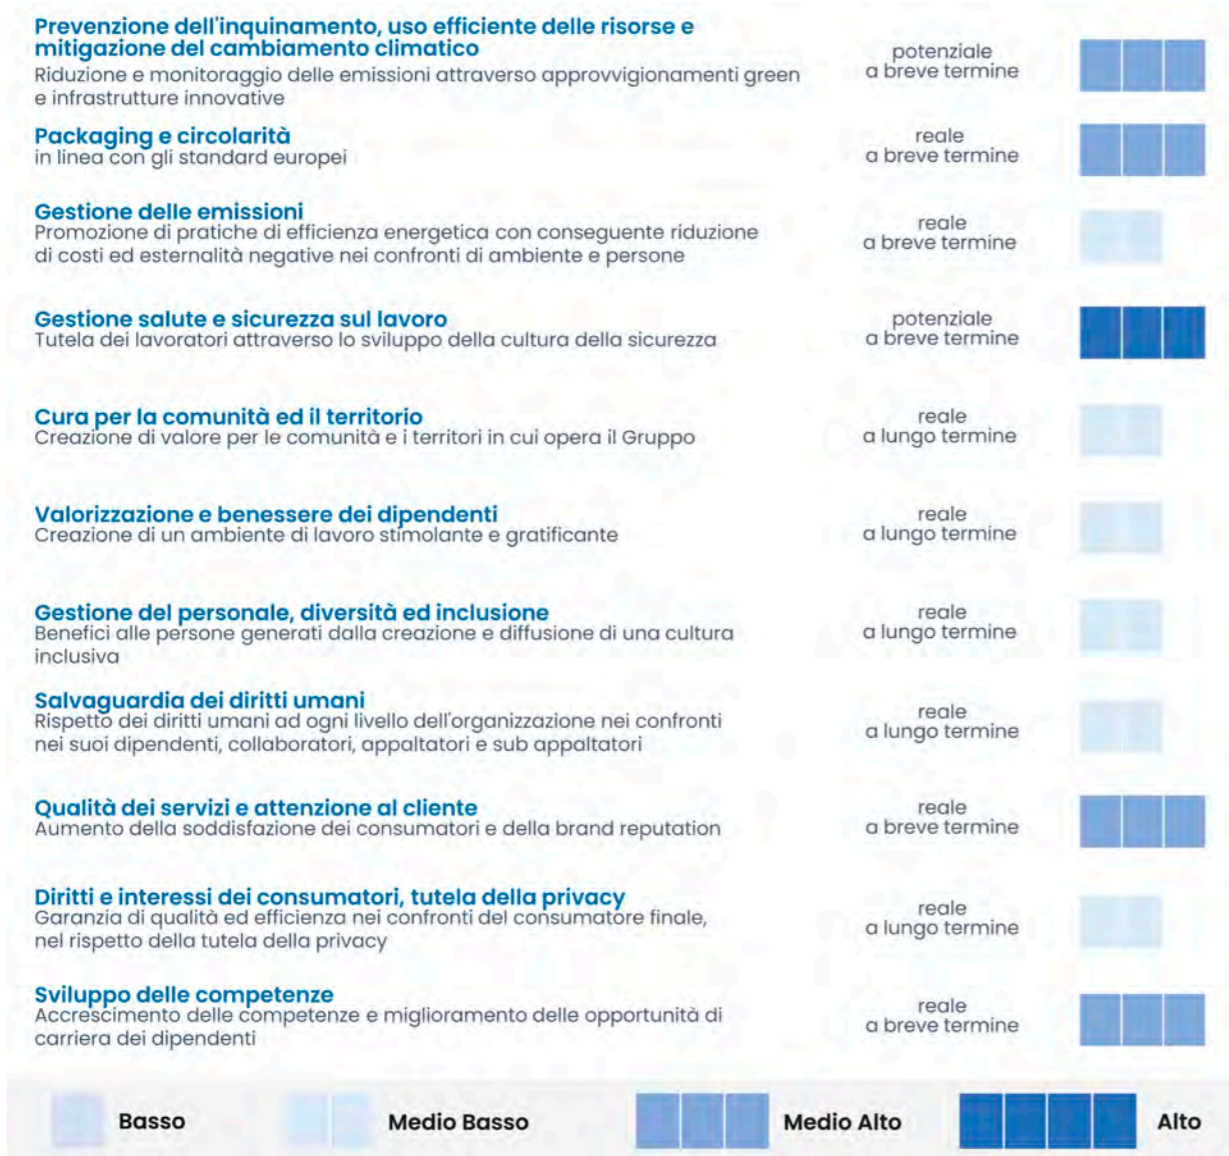 Prevenzione dell'inquinamento, uso efficiente delle risorse e
mitigazione del cambiamento climatico
Riduzione e monitoraggio delle emissioni attraverso approvvigionamenti green
e infrastrutture innovative
potenziale
a breve termine
Packaging e circolarità
in linea con gli standard europei
reale
a breve termine
Gestione delle emissioni
Promozione di pratiche di efficienza energetica con conseguente riduzione
di costi ed esternalità negative nei confronti di ambiente e persone
reale
a breve termine
Gestione salute e sicurezza sul lavoro
Tutela dei lavoratori attraverso lo sviluppo della cultura della sicurezza
potenziale
a breve termine
Cura per la comunità ed il territorio
Creazione di valore per le comunità e i territori in cui opera il Gruppo
reale
a lungo termine
Valorizzazione e benessere dei dipendenti
Creazione di un ambiente di lavoro stimolante e gratificante
reale
a lungo termine
Gestione del personale, diversità ed inclusione
Benefici alle persone generati dalla creazione e diffusione di una cultura
inclusiva
reale
a lungo termine
Salvaguardia dei diritti umani
Rispetto dei diritti umani ad ogni livello dell'organizzazione nei confronti
nei suoi dipendenti, collaboratori, appaltatori e sub appaltatori
reale
a lungo termine
Qualità dei servizi e attenzione al cliente
Aumento della soddisfazione dei consumatori e della brand reputation
reale
a breve termine
Diritti e interessi dei consumatori, tutela della privacy
Garanzia di qualità ed efficienza nei confronti del consumatore finale,
nel rispetto della tutela della privacy
reale
a lungo termine
Sviluppo delle competenze
Accrescimento delle competenze e miglioramento delle opportunità di
carriera dei dipendenti
reale
a breve termine
Basso
Medio Basso
Medio Alto
Alto